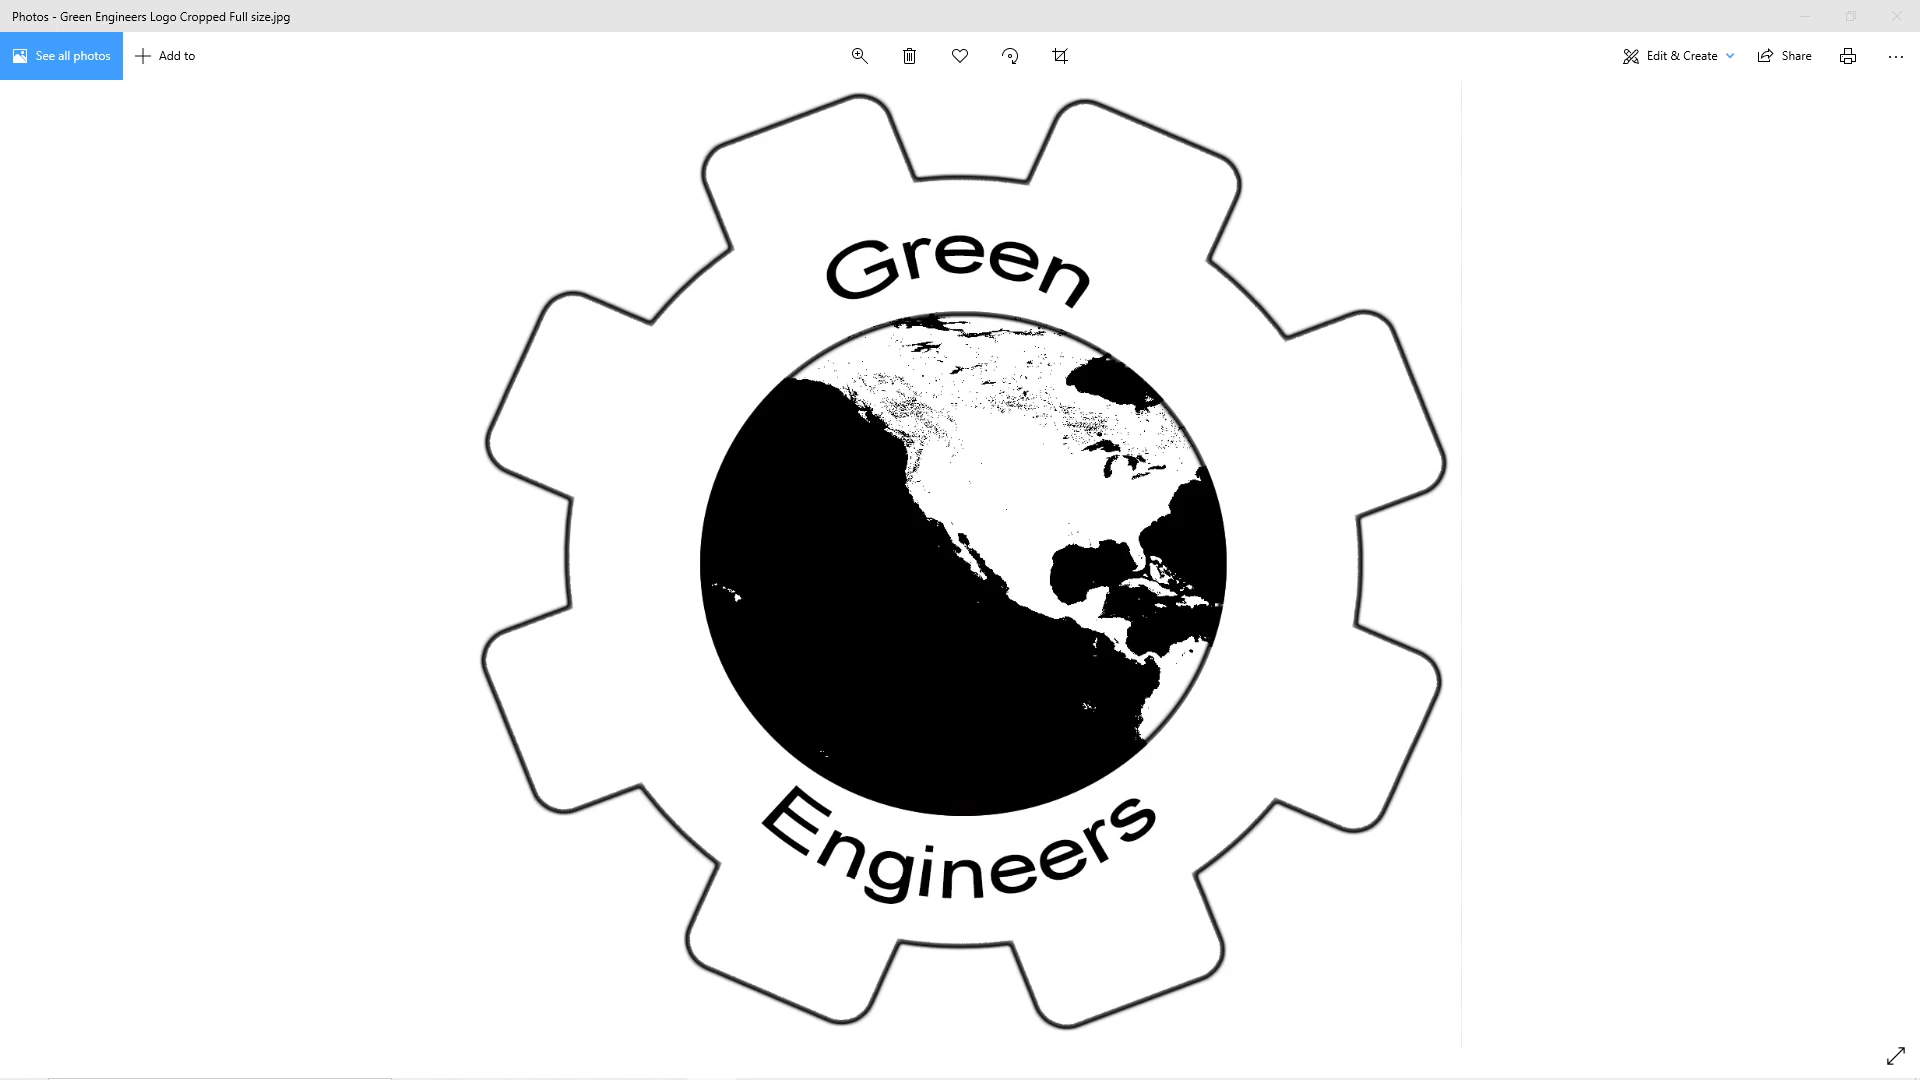 Photos - Green Engineers Logo Cropped Full size.jpg
See all photos
Add to
Edit & Create
Share
Green
Engineers